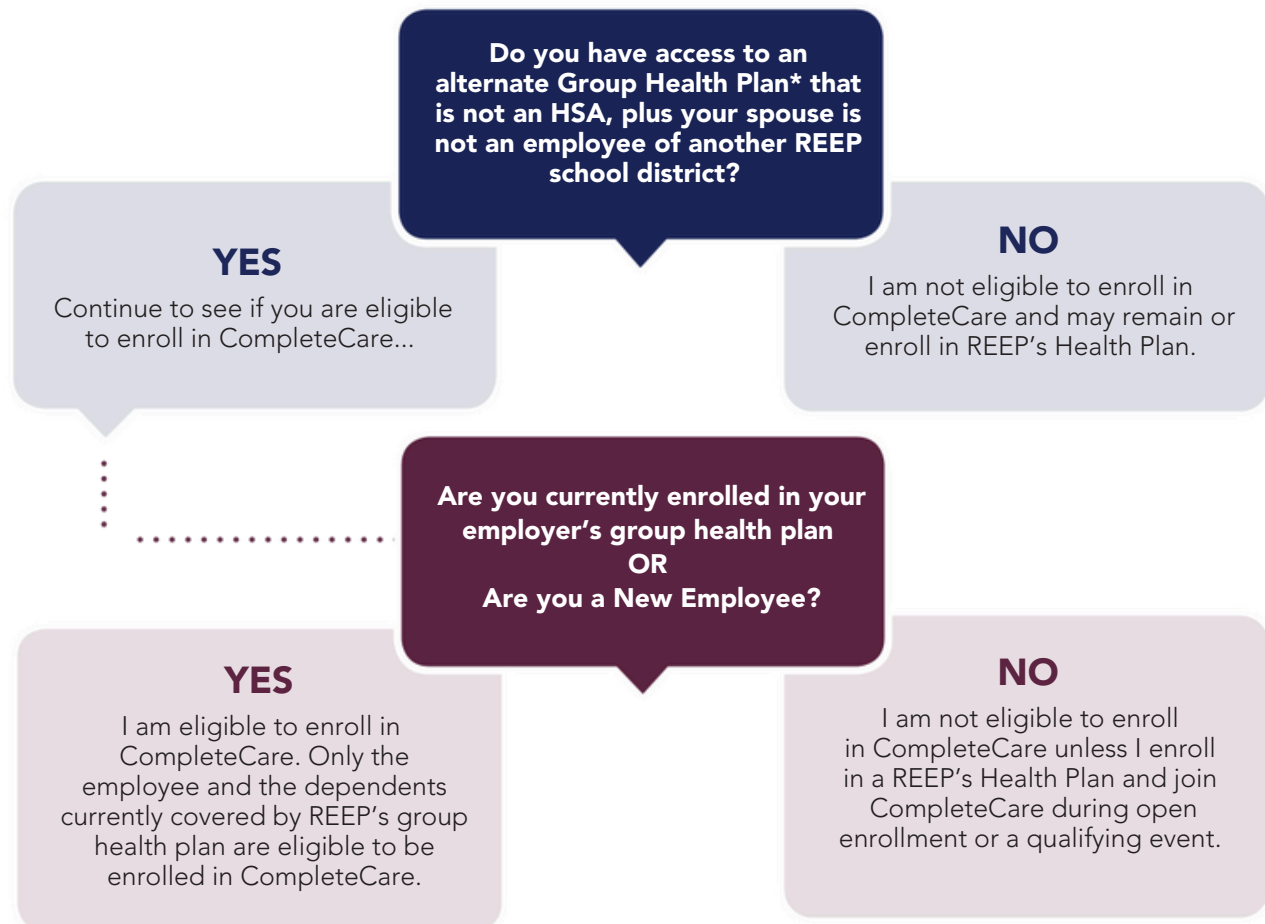 Do you have access to an
alternate Group Health Plan* that
is not an HSA, plus your spouse is
not an employee of another REEP
school district?
YES
Continue to see if you are eligible
to enroll in CompleteCare...
NO
I am not eligible to enroll in
CompleteCare and may remain or
enroll in REEP's Health Plan.
Are you currently enrolled in your
employer's group health plan
OR
Are you a New Employee?
YES
I am eligible to enroll in
CompleteCare. Only the
employee and the dependents
currently covered by REEP's group
health plan are eligible to be
enrolled in CompleteCare.
NO
I am not eligible to enroll
in CompleteCare unless I enroll
in a REEP's Health Plan and join
CompleteCare during open
enrollment or a qualifying event.